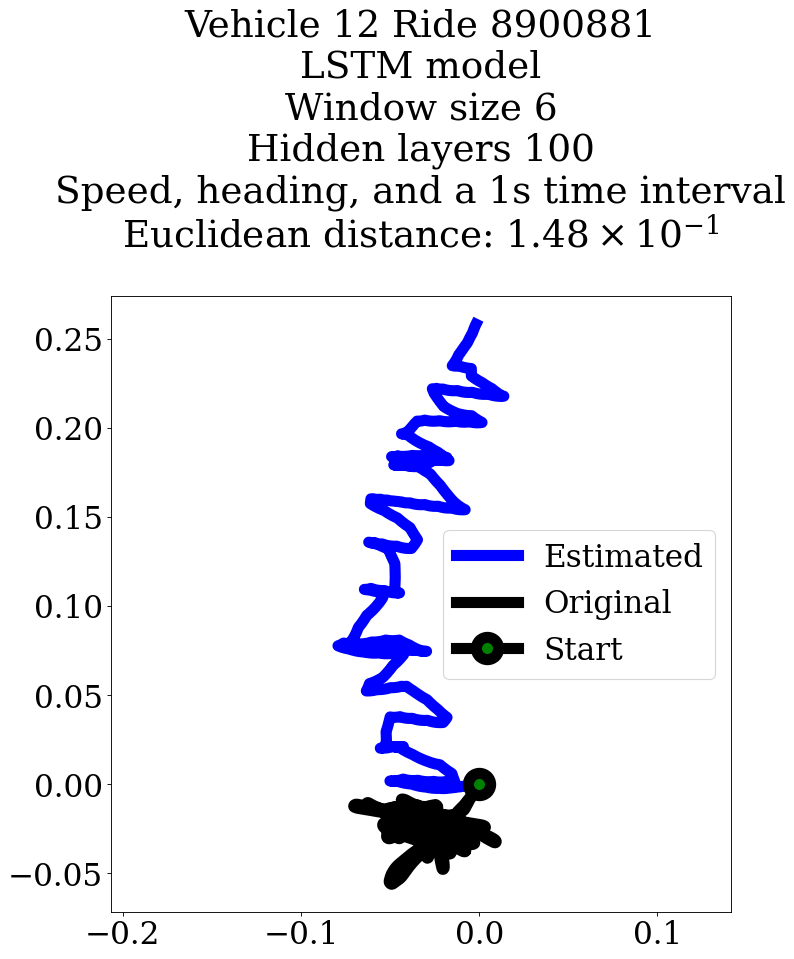 Vehicle 12 Ride 8900881
LSTM model
Window size 6
Hidden layers 100
Speed, heading, and a 1s time interval
Euclidean distance: 1.48 × 10⁻¹
0.25
0.20
0.15
0.10
0.05
0.00
−0.05
Estimated
Original
Start
−0.2
−0.1
0.0
0.1